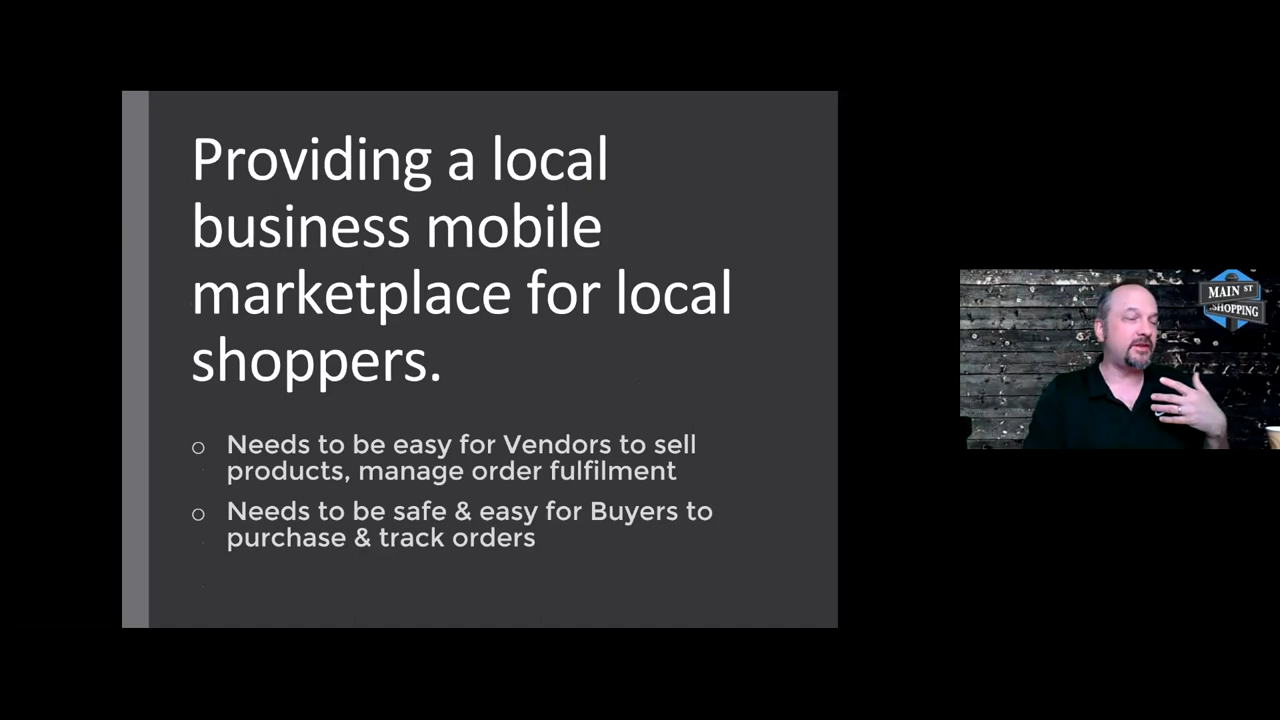 Providing a local
business mobile
marketplace for local
shoppers.
o Needs to be easy for Vendors to sell
products, manage order fulfilment
o Needs to be safe & easy for Buyers to
purchase & track orders
MAIN ST
SHOPPING